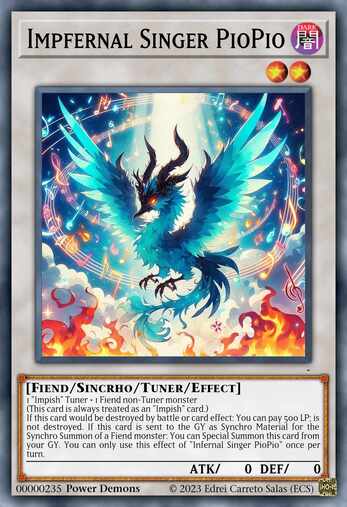 IMPFERNAL SINGER PIOPIO
DARK
闇
[FIEND/SINCRHO/TUNER/EFFECT]
1 "Impish" Tuner + 1 Fiend non-Tuner monster
(This card is always treated as an "Impish" card.)
If this card would be destroyed by battle or card effect: You can pay 500 LP; is
not destroyed. If this card is sent to the GY as Synchro Material for the
Synchro Summon of a Fiend monster: You can Special Summon this card from
your GY. You can only use this effect of "Infernal Singer PioPio" once per
turn.
ATK/ 0 DEF/ 0
00000235 Power Demons © 2023 Edrei Carreto Salas (ECS)